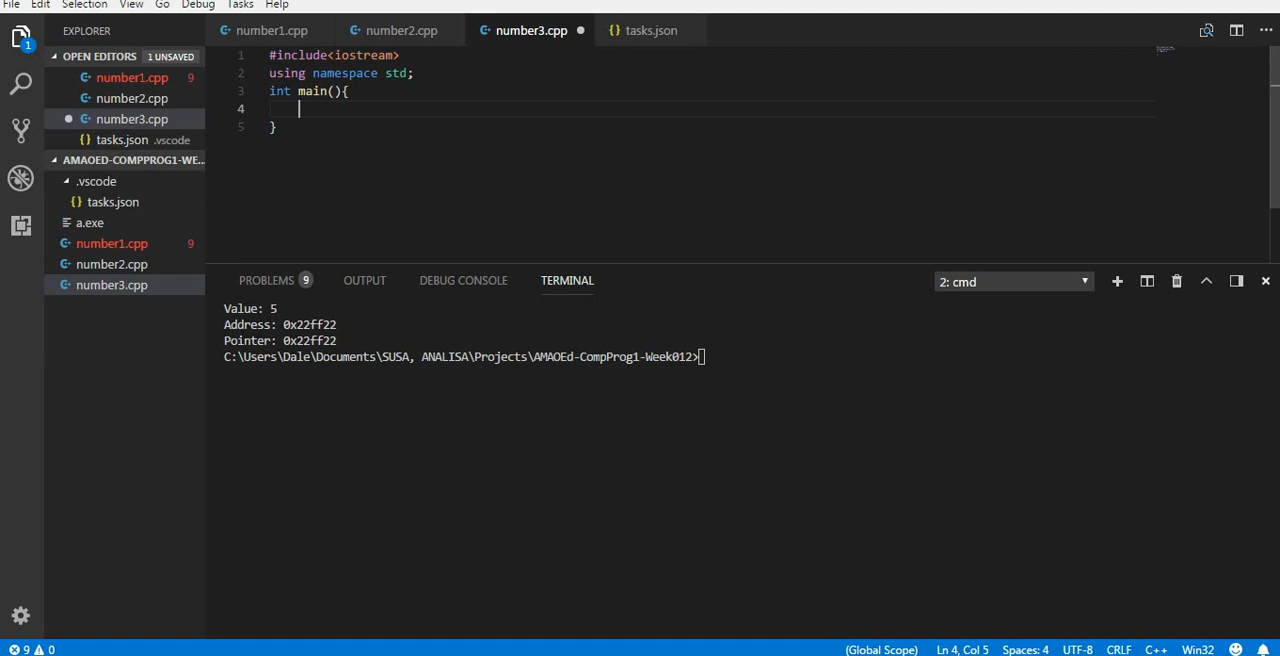 File Edit Selection View Go Debug Tasks Help
EXPLORER
number1.cpp number2.cpp number3.cpp tasks.json
OPEN EDITORS 1 UNSAVED
number1.cpp 9
number2.cpp
number3.cpp
tasks.json .vscode
AMAOED-COMPPROG1-WE...
.vscode
tasks.json
a.exe
number1.cpp 9
number2.cpp
number3.cpp
1 #include<iostream>
2 using namespace std;
3 int main(){
4
5 }
PROBLEMS 9 OUTPUT DEBUG CONSOLE TERMINAL 2: cmd
Value: 5
Address: 0x22ff22
Pointer: 0x22ff22
C:\Users\Dale\Documents\SUSA, ANALISA\Projects\AMAOEd-CompProg1-Week012>
1
9 0 (Global Scope) Ln 4, Col 5 Spaces: 4 UTF-8 CRLF C++ Win32